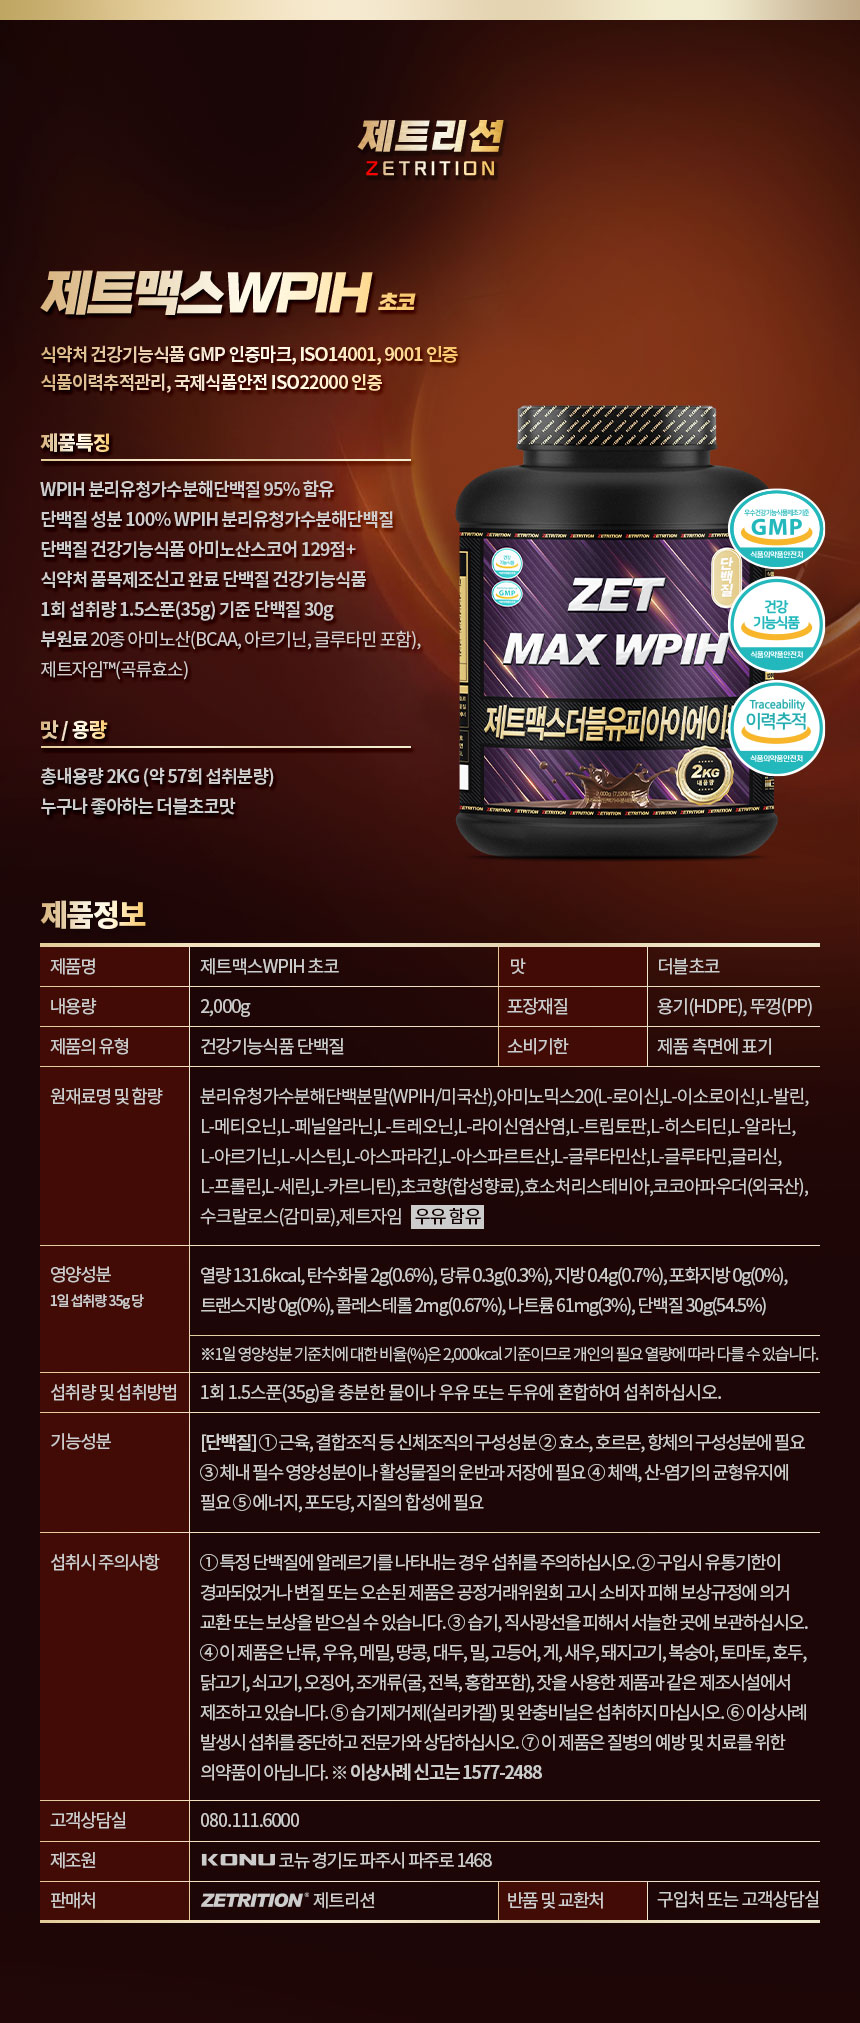 제트리션
ZETRITION
제트맥스WPIH 초코
식약처 건강기능식품 GMP 인증마크, ISO14001, 9001 인증
식품이력추적관리, 국제식품안전 ISO22000 인증
제품특징
WPIH 분리유청가수분해단백질 95% 함유
단백질 성분 100% WPIH 분리유청가수분해단백질
단백질 건강기능식품 아미노산스코어 129점+
식약처 품목제조신고 완료 단백질 건강기능식품
1회 섭취량 1.5스푼(35g) 기준 단백질 30g
부원료 20종 아미노산(BCAA, 아르기닌, 글루타민 포함),
제트자임™(곡류효소)
맛 / 용량
총내용량 2KG (약 57회 섭취분량)
누구나 좋아하는 더블초코맛
단백질
ZET
MAX WPIH
제트맥스더블유피아이에이
2KG
내용량
우수건강기능식품제조기준
GMP
식품의약품안전처
건강
기능식품
식품의약품안전처
Traceability
이력추적
식품의약품안전처
제품정보
제품명 제트맥스WPIH 초코 맛 더블초코
내용량 2,000g 포장재질 용기(HDPE), 뚜껑(PP)
제품의 유형 건강기능식품 단백질 소비기한 제품 측면에 표기
원재료명 및 함량 분리유청가수분해단백분말(WPIH/미국산),아미노믹스20(L-로이신,L-이소로이신,L-발린,
L-메티오닌,L-페닐알라닌,L-트레오닌,L-라이신염산염,L-트립토판,L-히스티딘,L-알라닌,
L-아르기닌,L-시스틴,L-아스파라긴,L-아스파르트산,L-글루타민산,L-글루타민,글리신,
L-프롤린,L-세린,L-카르니틴),초코향(합성향료),효소처리스테비아,코코아파우더(외국산),
수크랄로스(감미료),제트자임 우유 함유
영양성분 열량 131.6kcal, 탄수화물 2g(0.6%), 당류 0.3g(0.3%), 지방 0.4g(0.7%), 포화지방 0g(0%),
1일 섭취량 35g 당 트랜스지방 0g(0%), 콜레스테롤 2mg(0.67%), 나트륨 61mg(3%), 단백질 30g(54.5%)
※1일 영양성분 기준치에 대한 비율(%)은 2,000kcal 기준이므로 개인의 필요 열량에 따라 다를 수 있습니다.
섭취량 및 섭취방법 1회 1.5스푼(35g)을 충분한 물이나 우유 또는 두유에 혼합하여 섭취하십시오.
기능성분 [단백질] ① 근육, 결합조직 등 신체조직의 구성성분 ② 효소, 호르몬, 항체의 구성성분에 필요
③ 체내 필수 영양성분이나 활성물질의 운반과 저장에 필요 ④ 체액, 산-염기의 균형유지에
필요 ⑤ 에너지, 포도당, 지질의 합성에 필요
섭취시 주의사항 ① 특정 단백질에 알레르기를 나타내는 경우 섭취를 주의하십시오. ② 구입시 유통기한이
경과되었거나 변질 또는 오손된 제품은 공정거래위원회 고시 소비자 피해 보상규정에 의거
교환 또는 보상을 받으실 수 있습니다. ③ 습기, 직사광선을 피해서 서늘한 곳에 보관하십시오.
④ 이 제품은 난류, 우유, 메밀, 땅콩, 대두, 밀, 고등어, 게, 새우, 돼지고기, 복숭아, 토마토, 호두,
닭고기, 쇠고기, 오징어, 조개류(굴, 전복, 홍합포함), 잣을 사용한 제품과 같은 제조시설에서
제조하고 있습니다. ⑤ 습기제거제(실리카겔) 및 완충비닐은 섭취하지 마십시오. ⑥ 이상사례
발생시 섭취를 중단하고 전문가와 상담하십시오. ⑦ 이 제품은 질병의 예방 및 치료를 위한
의약품이 아닙니다. ※ 이상사례 신고는 1577-2488
고객상담실 080.111.6000
제조원 KONU 코뉴 경기도 파주시 파주로 1468
판매처 ZETRITION® 제트리션 반품 및 교환처 구입처 또는 고객상담실